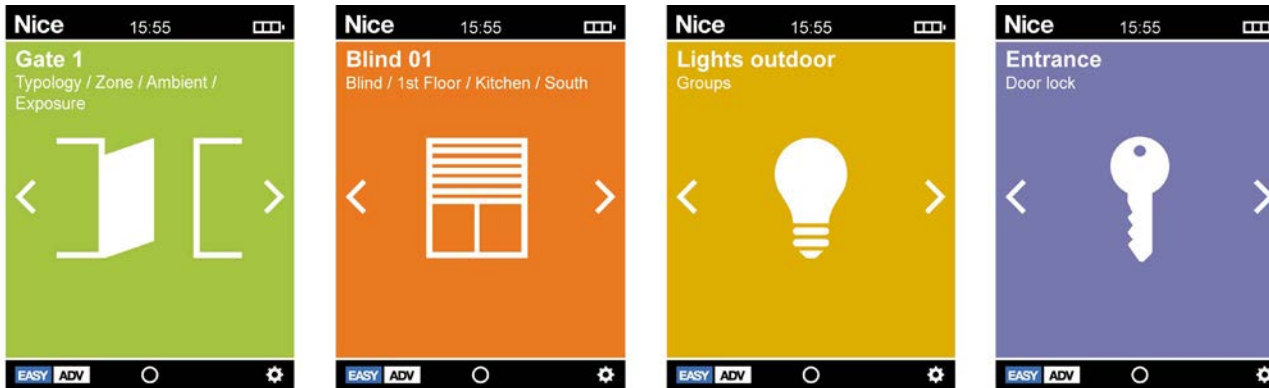 Nice 15:55
Gate 1
Typology / Zone / Ambient /
Exposure
EASY ADV
Nice 15:55
Blind 01
Blind / 1st Floor / Kitchen / South
EASY ADV
Nice 15:55
Lights outdoor
Groups
EASY ADV
Nice 15:55
Entrance
Door lock
EASY ADV